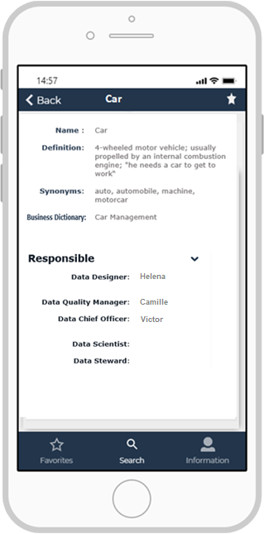 14:57
Back Car
Name : Car
Definition: 4-wheeled motor vehicle; usually
propelled by an internal combustion
engine; "he needs a car to get to
work"
Synonyms: auto, automobile, machine,
motorcar
Business Dictionary: Car Management
Responsible
Data Designer: Helena
Data Quality Manager: Camille
Data Chief Officer: Victor
Data Scientist:
Data Steward:
Favorites Search Information